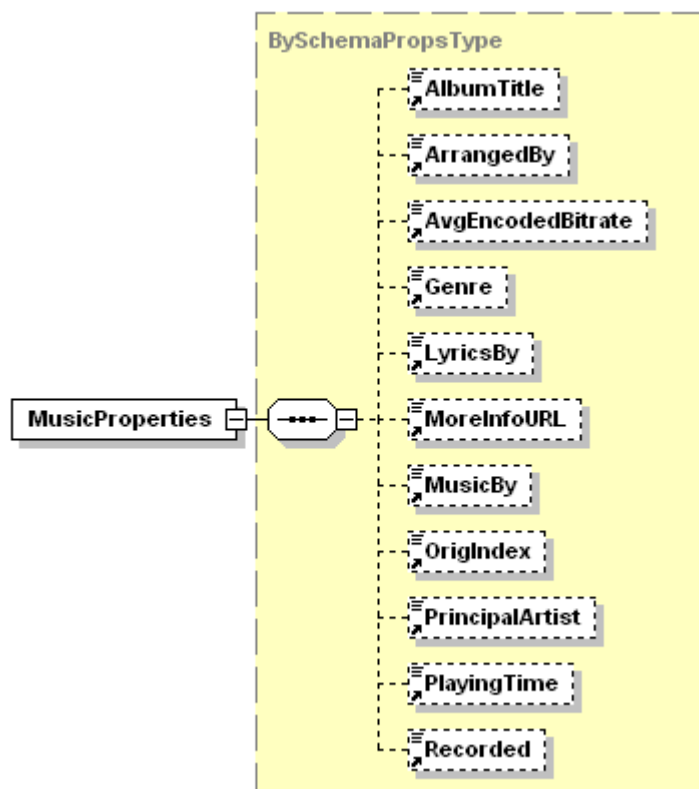 BySchemaPropsType
AlbumTitle
ArrangedBy
AvgEncodedBitrate
Genre
LyricsBy
MusicProperties
MoreInfoURL
MusicBy
OrigIndex
PrincipalArtist
PlayingTime
Recorded